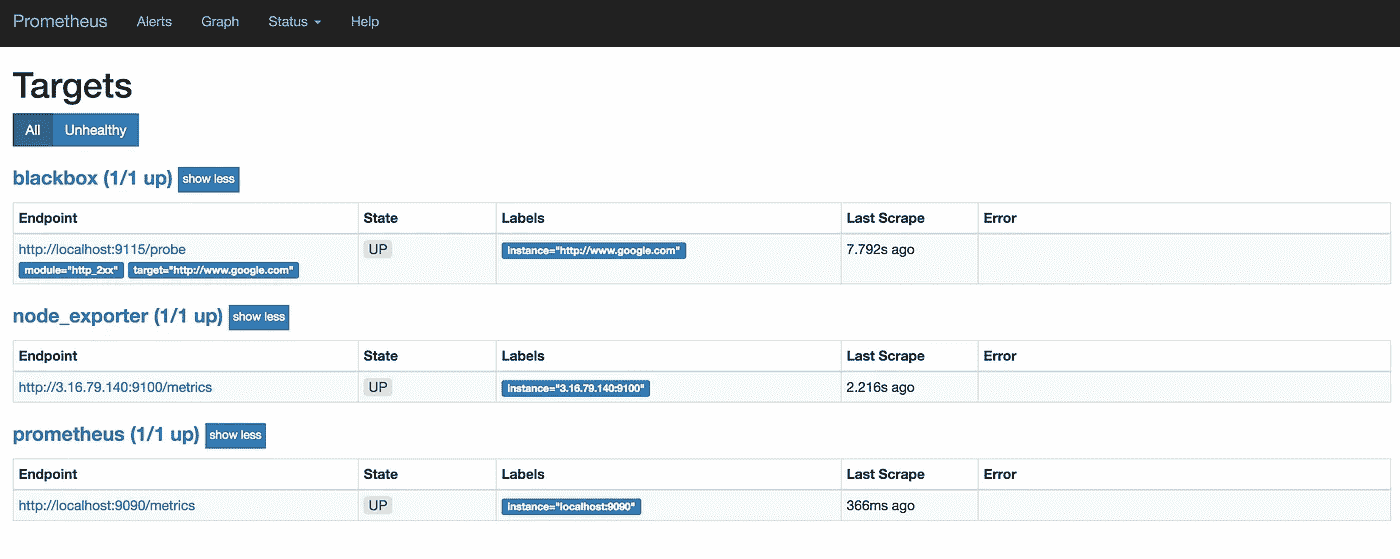 Prometheus Alerts Graph Status Help
Targets
All Unhealthy
blackbox (1/1 up) show less
Endpoint State Labels Last Scrape Error
http://localhost:9115/probe UP instance="http://www.google.com" 7.792s ago
module="http_2xx" target="http://www.google.com"
node_exporter (1/1 up) show less
Endpoint State Labels Last Scrape Error
http://3.16.79.140:9100/metrics UP instance="3.16.79.140:9100" 2.216s ago
prometheus (1/1 up) show less
Endpoint State Labels Last Scrape Error
http://localhost:9090/metrics UP instance="localhost:9090" 366ms ago